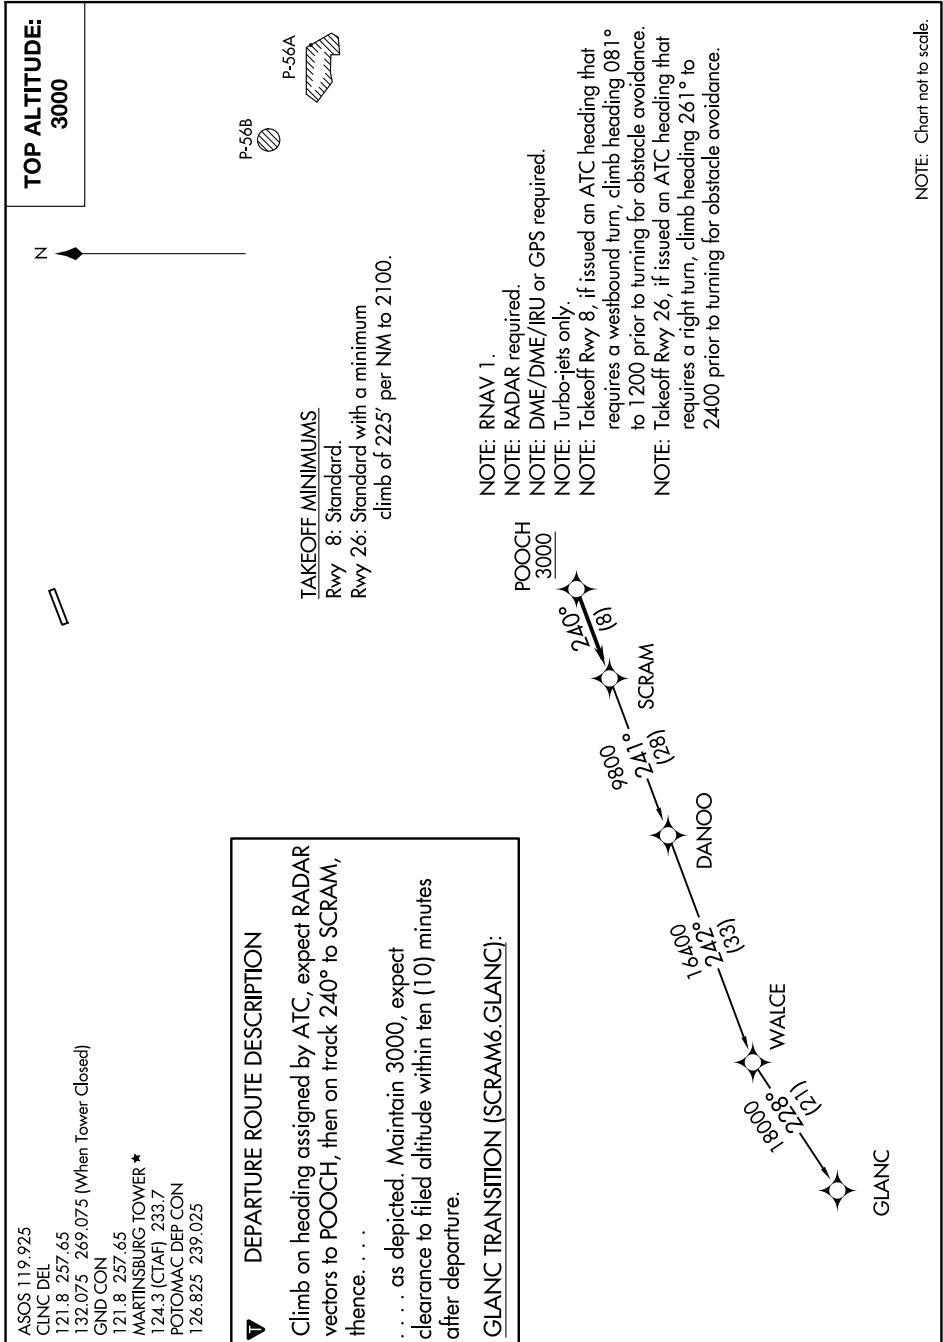 ASOS 119.925
CLNC DEL
121.8 257.65
132.075 269.075 (When Tower Closed)
GND CON
121.8 257.65
MARTINSBURG TOWER ★
124.3 (CTAF) 233.7
POTOMAC DEP CON
126.825 239.025
TOP ALTITUDE:
3000
N
P-56B
P-56A
TAKEOFF MINIMUMS
Rwy 8: Standard.
Rwy 26: Standard with a minimum
climb of 225' per NM to 2100.
▼ DEPARTURE ROUTE DESCRIPTION
Climb on heading assigned by ATC, expect RADAR
vectors to POOCH, then on track 240° to SCRAM,
thence. . . .
. . . . as depicted. Maintain 3000, expect
clearance to filed altitude within ten (10) minutes
after departure.
GLANC TRANSITION (SCRAM6.GLANC):
NOTE: RNAV 1.
NOTE: RADAR required.
NOTE: DME/DME/IRU or GPS required.
NOTE: Turbo-jets only.
NOTE: Takeoff Rwy 8, if issued an ATC heading that
requires a westbound turn, climb heading 081°
to 1200 prior to turning for obstacle avoidance.
NOTE: Takeoff Rwy 26, if issued an ATC heading that
requires a right turn, climb heading 261° to
2400 prior to turning for obstacle avoidance.
POOCH
3000
240°
(8)
SCRAM
9800
241°
(28)
DANOO
16400
242°
(33)
WALCE
18000
228°
(21)
GLANC
NOTE: Chart not to scale.